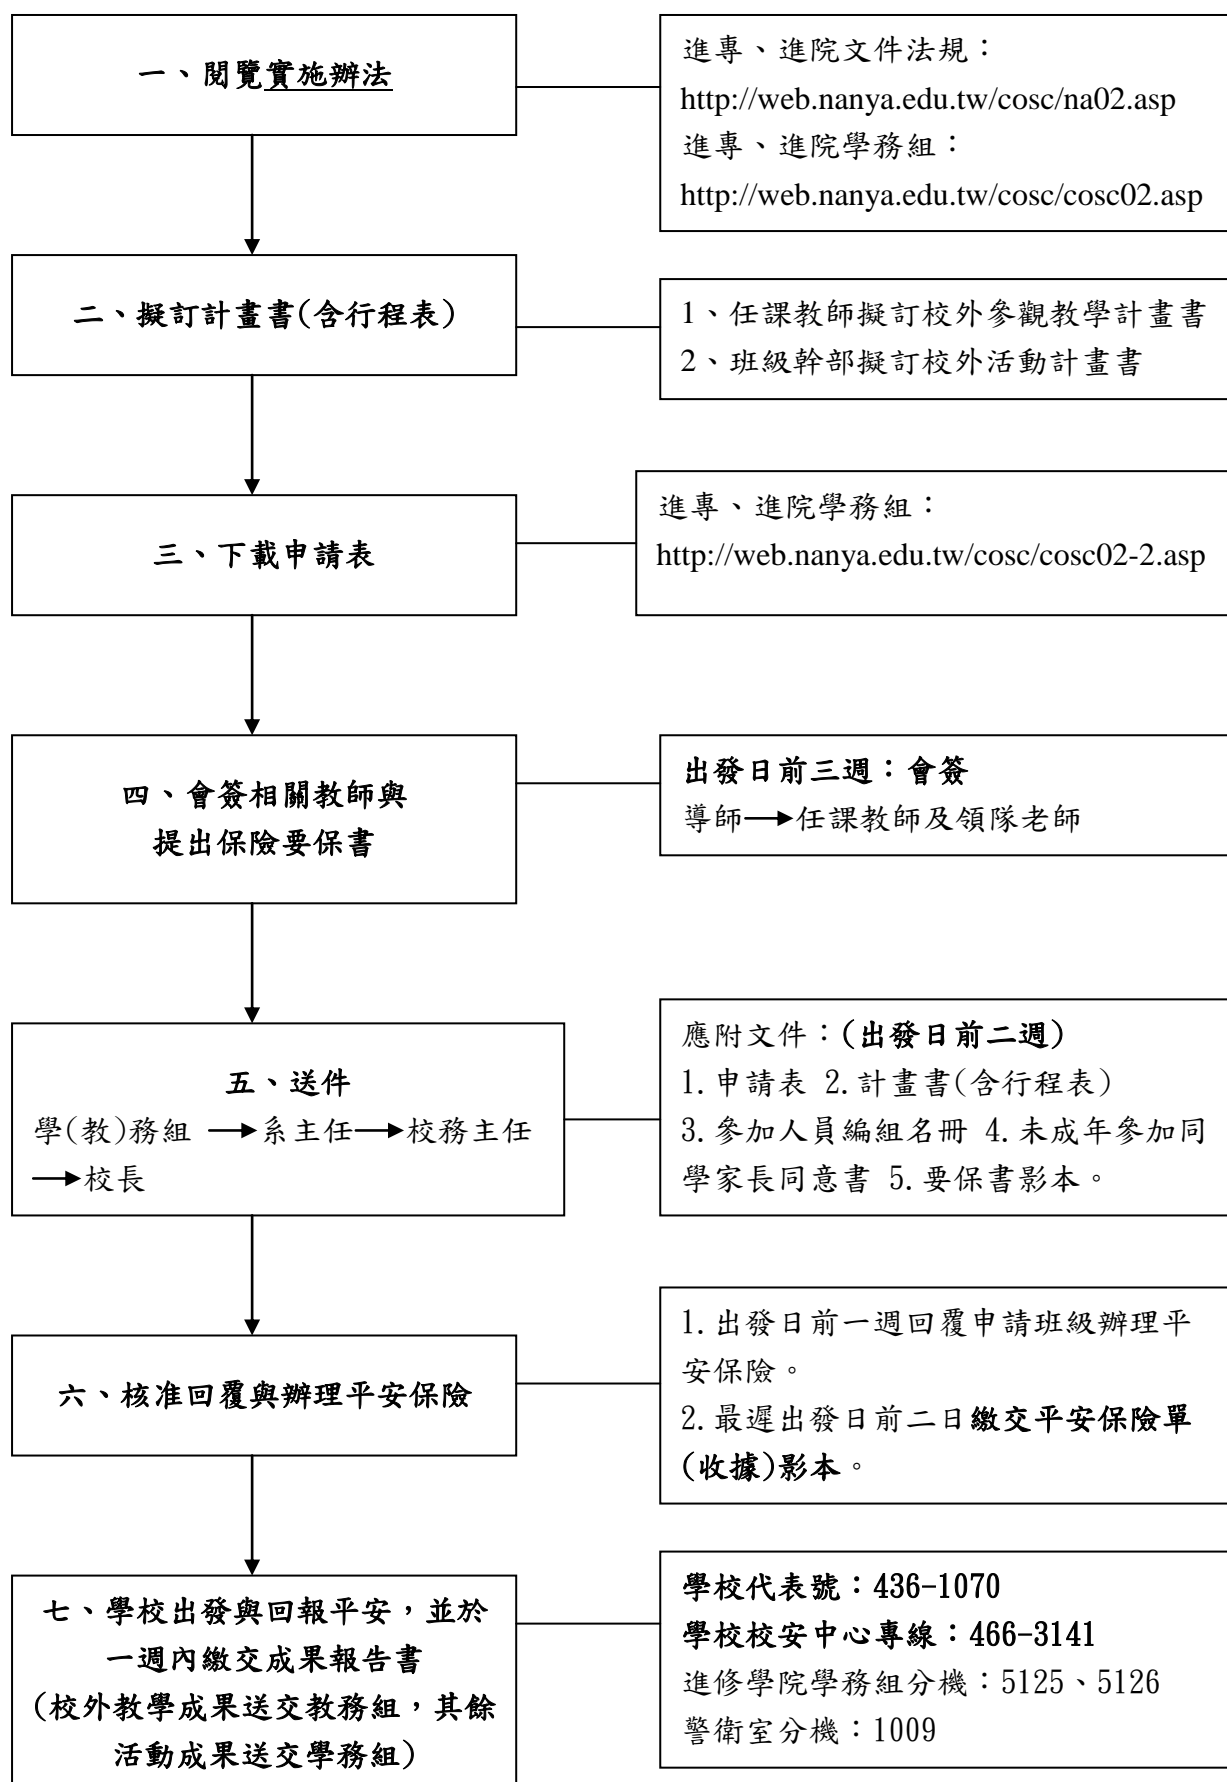 一、閱覽實施辦法
進專、進院文件法規：
http://web.nanya.edu.tw/cosc/na02.asp
進專、進院學務組：
http://web.nanya.edu.tw/cosc/cosc02.asp
二、擬訂計畫書(含行程表)
1、任課教師擬訂校外參觀教學計畫書
2、班級幹部擬訂校外活動計畫書
三、下載申請表
進專、進院學務組：
http://web.nanya.edu.tw/cosc/cosc02-2.asp
四、會簽相關教師與
提出保險要保書
出發日前三週：會簽
導師→任課教師及領隊老師
五、送件
學(教)務組 →系主任→校務主任
→校長
應附文件：(出發日前二週)
1.申請表 2.計畫書(含行程表)
3.參加人員編組名冊 4.未成年參加同
學家長同意書 5.要保書影本。
六、核准回覆與辦理平安保險
1.出發日前一週回覆申請班級辦理平
安保險。
2.最遲出發日前二日繳交平安保險單
(收據)影本。
七、學校出發與回報平安，並於
一週內繳交成果報告書
(校外教學成果送交教務組，其餘
活動成果送交學務組)
學校代表號：436-1070
學校校安中心專線：466-3141
進修學院學務組分機：5125、5126
警衛室分機：1009